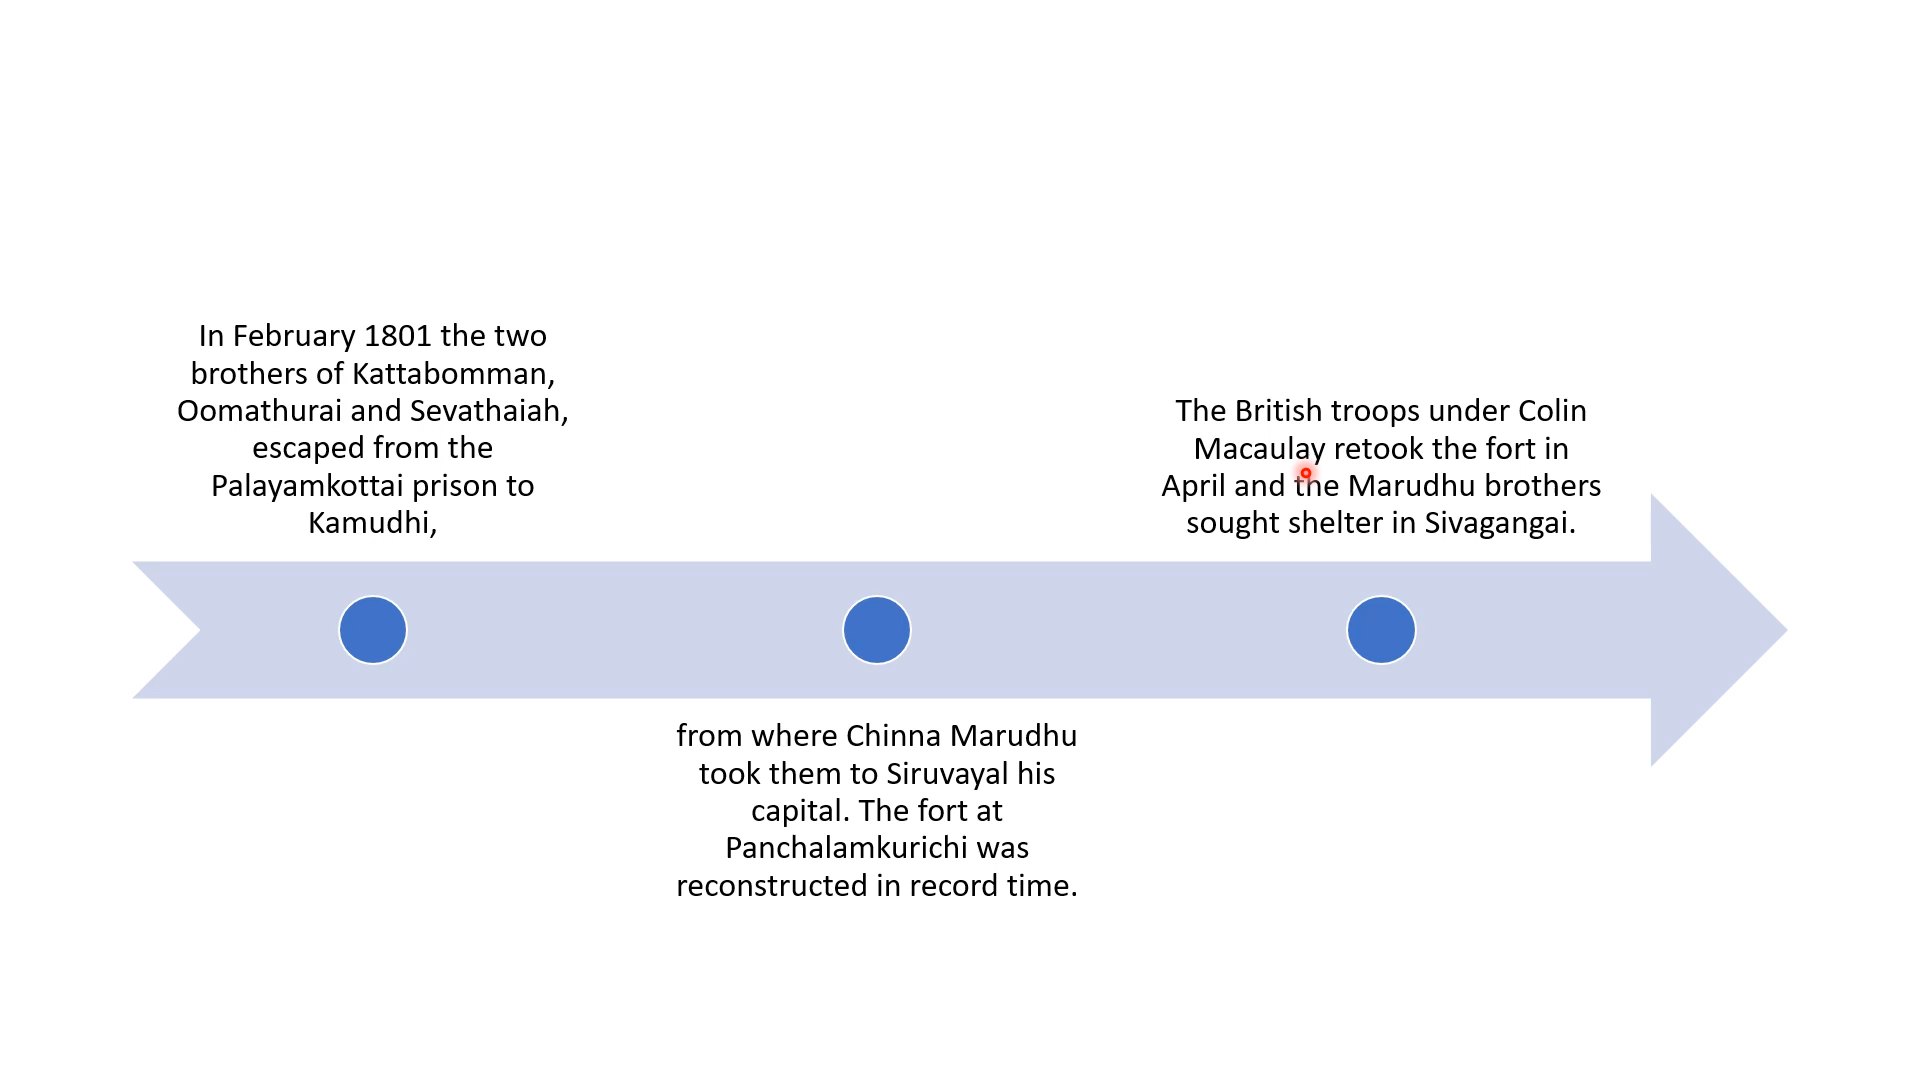 In February 1801 the two
brothers of Kattabomman,
Oomathurai and Sevathaiah,
escaped from the
Palayamkottai prison to
Kamudhi,
from where Chinna Marudhu
took them to Siruvayal his
capital. The fort at
Panchalamkurichi was
reconstructed in record time.
The British troops under Colin
Macaulay retook the fort in
April and the Marudhu brothers
sought shelter in Sivagangai.